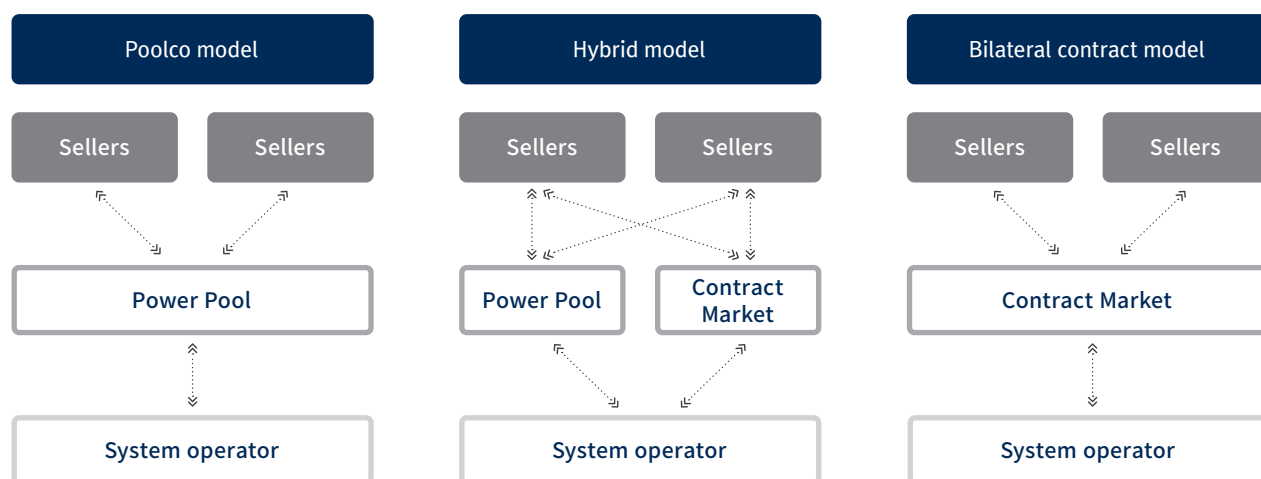 Poolco model
Hybrid model
Bilateral contract model
Sellers
Sellers
Sellers
Sellers
Sellers
Sellers
Power Pool
Power Pool
Contract
Market
Contract Market
System operator
System operator
System operator